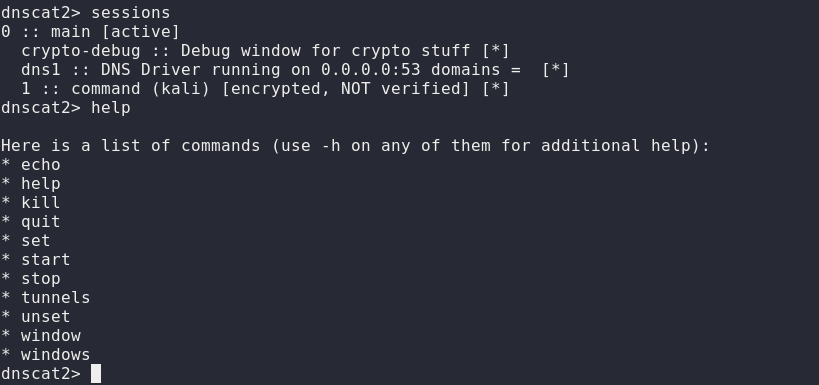 dnscat2> sessions
0 :: main [active]
  crypto-debug :: Debug window for crypto stuff [*]
  dns1 :: DNS Driver running on 0.0.0.0:53 domains =  [*]
  1 :: command (kali) [encrypted, NOT verified] [*]
dnscat2> help

Here is a list of commands (use -h on any of them for additional help):
* echo
* help
* kill
* quit
* set
* start
* stop
* tunnels
* unset
* window
* windows
dnscat2>